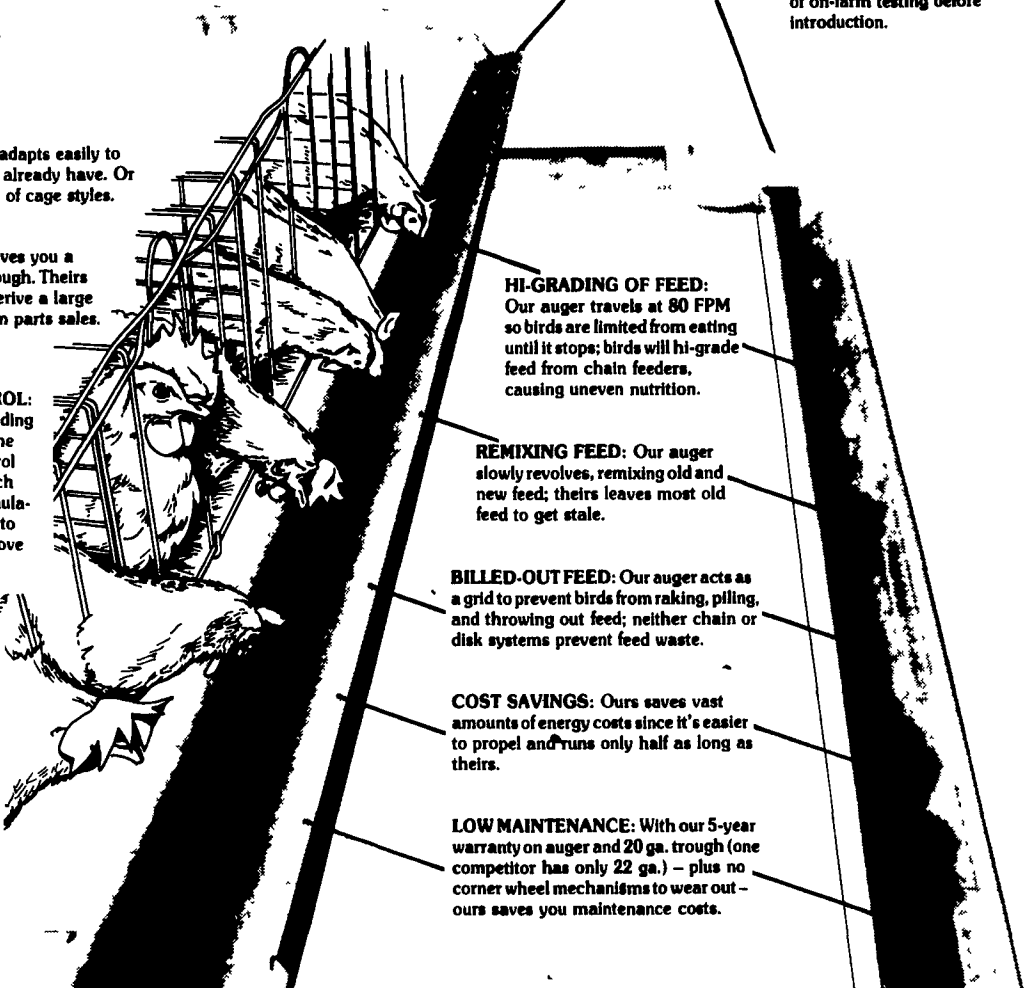 of on-farm testing before
introduction.
adapts easily to
already have. Or
of cage styles.
ves you a
ough. Theirs
erive a large
n parts sales.
ROL:
ding
he
rol
ch
ula-
to
ove
HI-GRADING OF FEED:
Our auger travels at 80 FPM
so birds are limited from eating
until it stops; birds will hi-grade
feed from chain feeders,
causing uneven nutrition.
REMIXING FEED: Our auger
slowly revolves, remixing old and
new feed; theirs leaves most old
feed to get stale.
BILLED-OUT FEED: Our auger acts as
a grid to prevent birds from raking, piling,
and throwing out feed; neither chain or
disk systems prevent feed waste.
COST SAVINGS: Ours saves vast
amounts of energy costs since it's easier
to propel and runs only half as long as
theirs.
LOW MAINTENANCE: With our 5-year
warranty on auger and 20 ga. trough (one
competitor has only 22 ga.) – plus no
corner wheel mechanisms to wear out –
ours saves you maintenance costs.